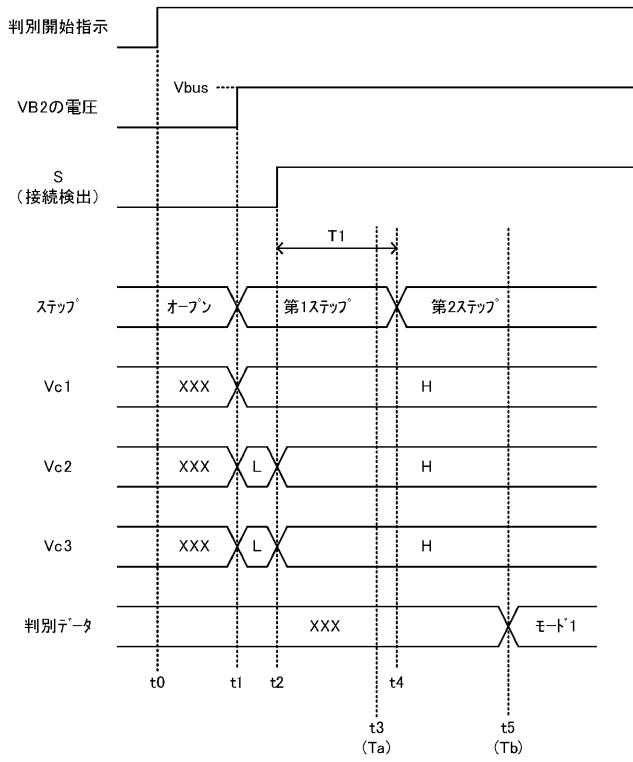 判別開始指示
Vbus
VB2の電圧
S
(接続検出)
T1
ステップ オープン 第1ステップ 第2ステップ
Vc1 XXX H
Vc2 XXX L H
Vc3 XXX L H
判別データ XXX モード1
t0 t1 t2 t4
t3 t5
(Ta) (Tb)